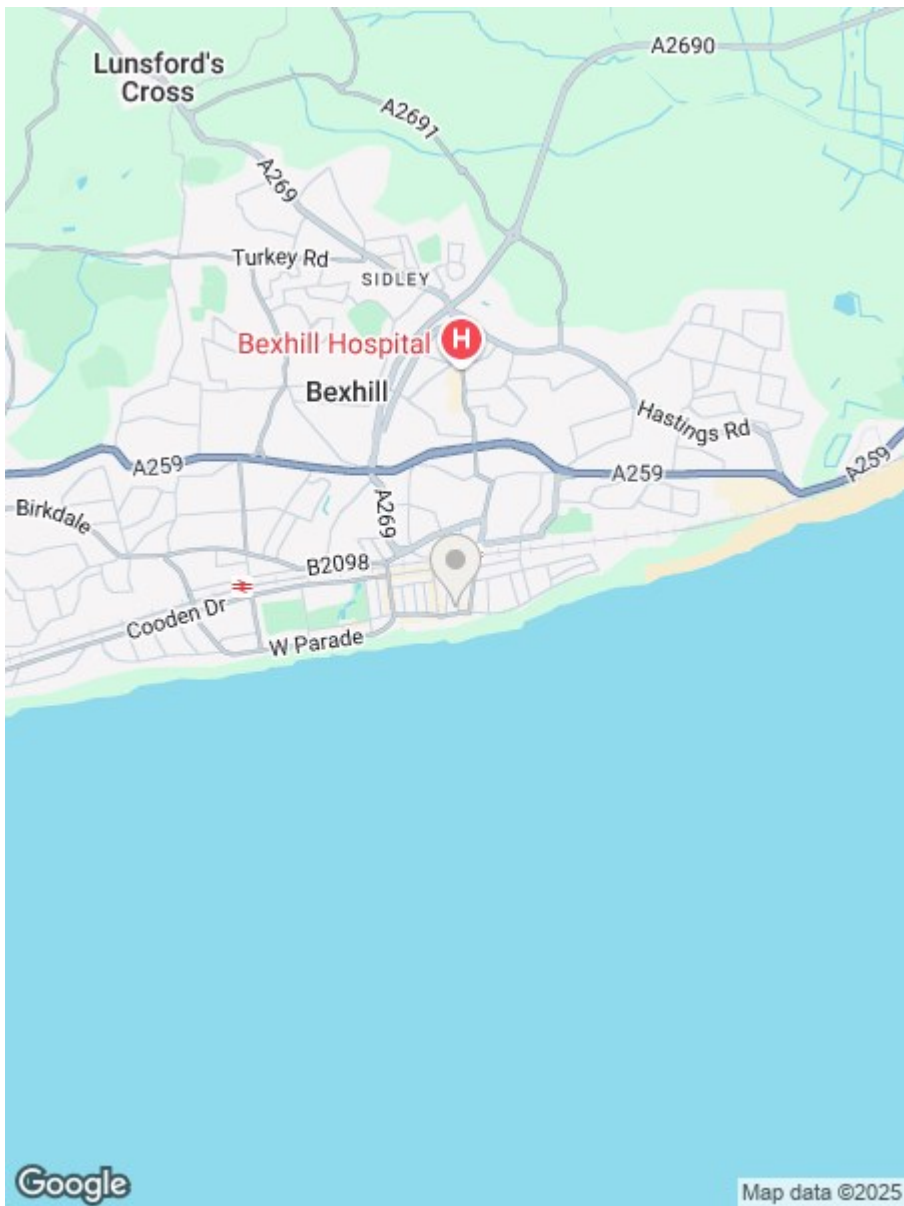 A2690
Lunsford's
Cross
A2691
A269
Turkey Rd
SIDLEY
Bexhill Hospital
H
Bexhill
Hastings Rd
A259
A259
A259
Birkdale
A269
B2098
Cooden Dr
W Parade
Google
Map data ©2025